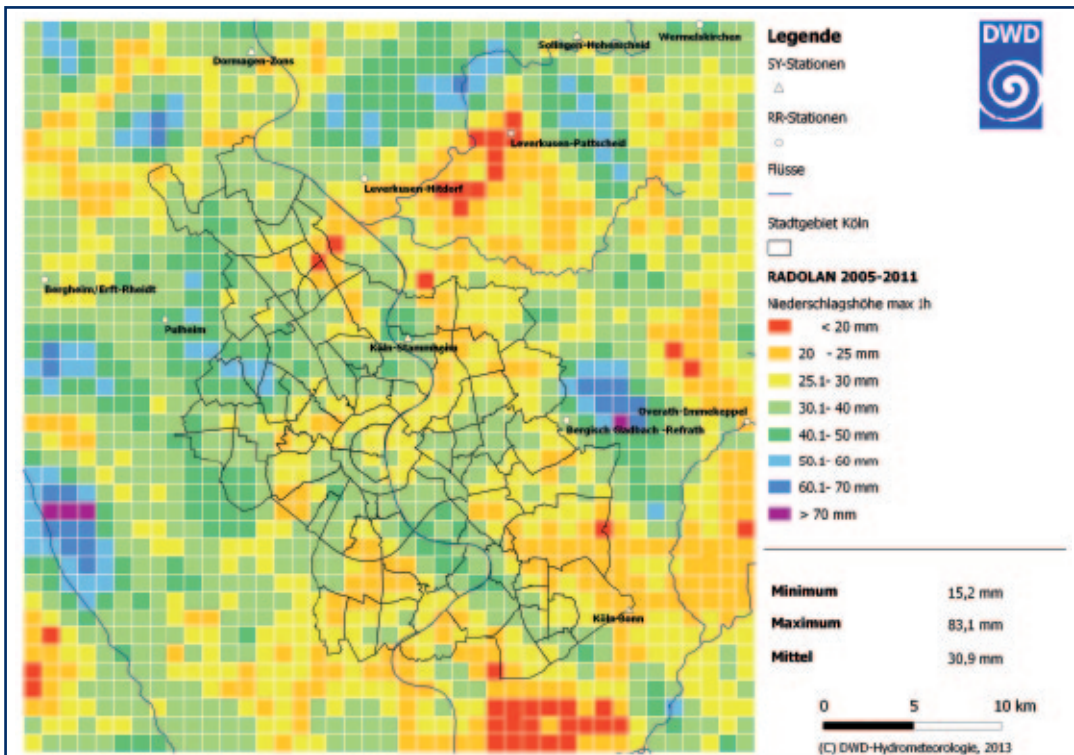 Wermelskirchen
Solingen-Hohenscheid
Dormagen-Zons
Leverkusen-Pattscheid
Leverkusen-Hitdorf
Bergheim/Erft-Rheidt
Pulheim
Köln-Stammheim
Overath-Immekeppel
Bergisch Gladbach -Refrath
Köln-Bonn
Legende
DWD
SY-Stationen
RR-Stationen
Flüsse
Stadtgebiet Köln
RADOLAN 2005-2011
Niederschlagshöhe max 1h
< 20 mm
20 - 25 mm
25.1- 30 mm
30.1- 40 mm
40.1- 50 mm
50.1- 60 mm
60.1- 70 mm
> 70 mm
Minimum 15,2 mm
Maximum 83,1 mm
Mittel 30,9 mm
0 5 10 km
(C) DWD-Hydrometeorologie, 2013